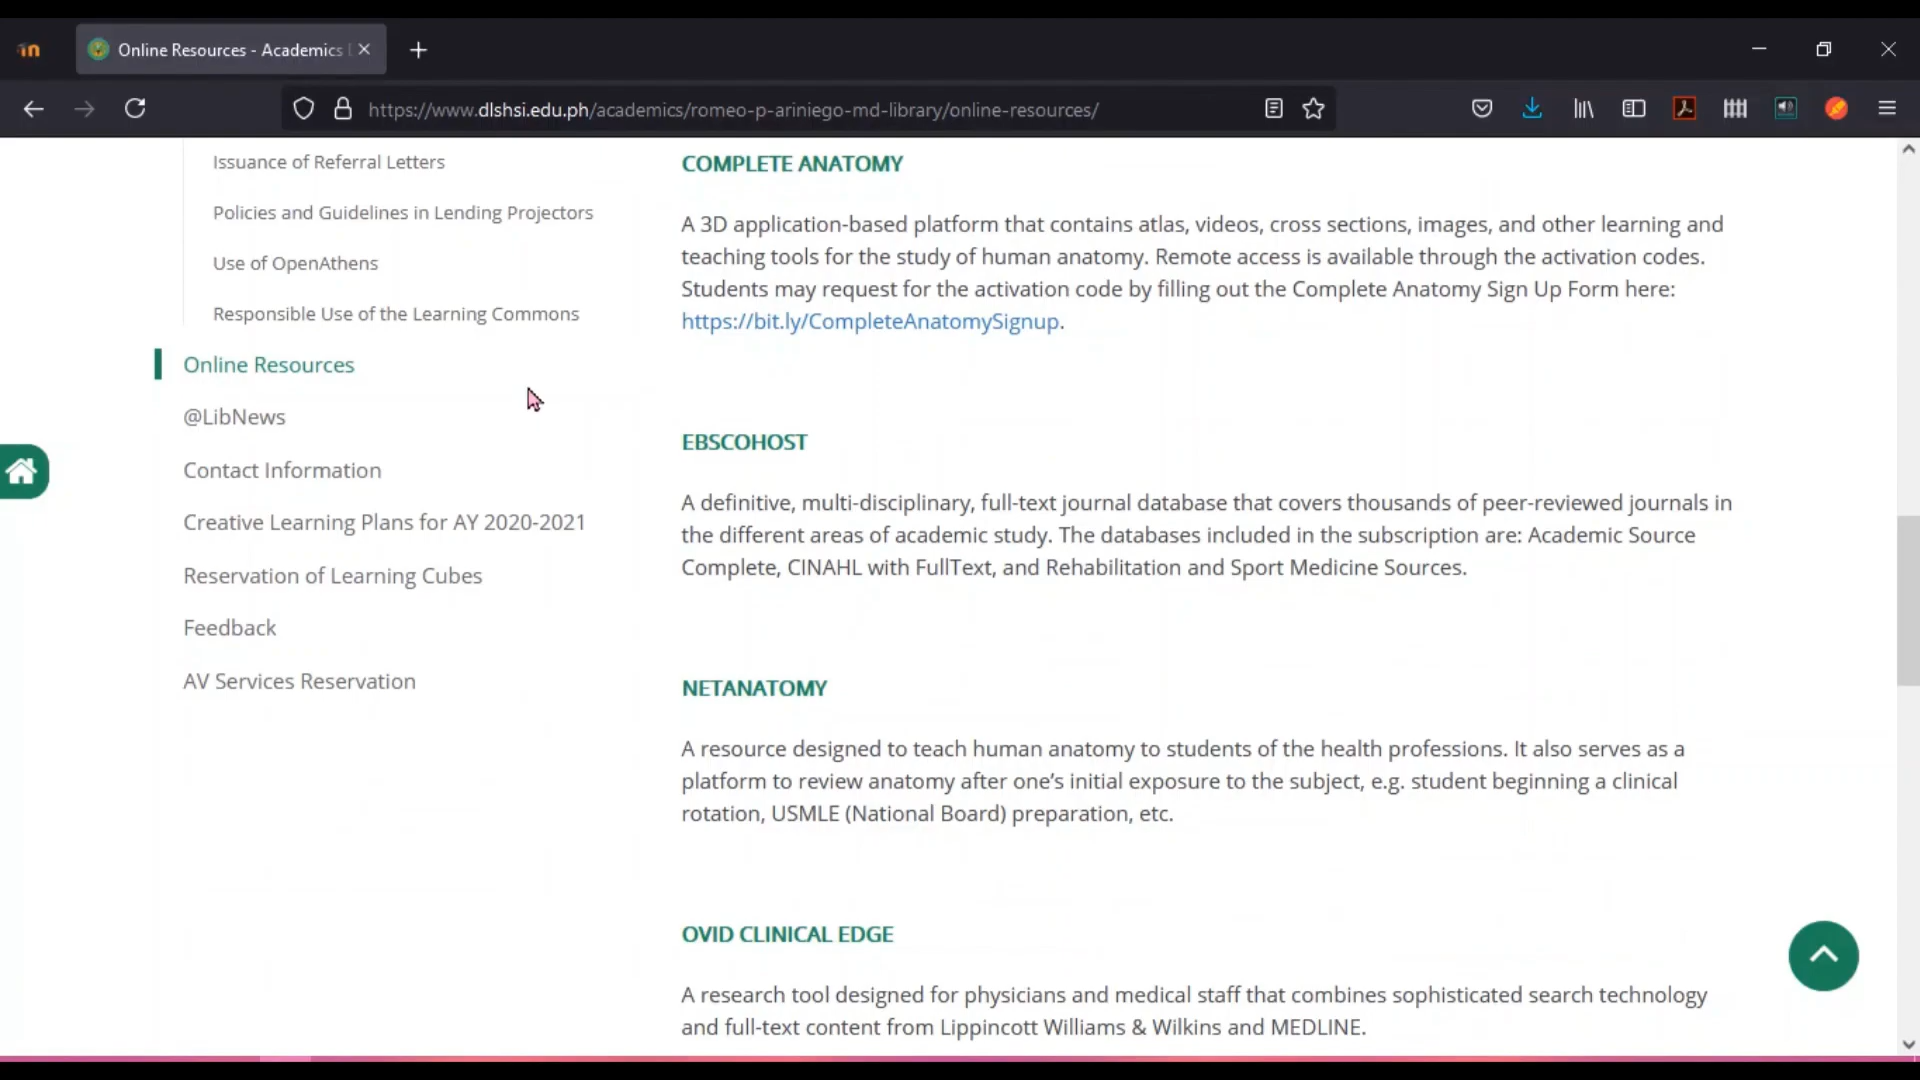 Online Resources - Academics
https://www.dlshsi.edu.ph/academics/romeo-p-ariniego-md-library/online-resources/
Issuance of Referral Letters
Policies and Guidelines in Lending Projectors
Use of OpenAthens
Responsible Use of the Learning Commons
Online Resources
@LibNews
Contact Information
Creative Learning Plans for AY 2020-2021
Reservation of Learning Cubes
Feedback
AV Services Reservation
COMPLETE ANATOMY
A 3D application-based platform that contains atlas, videos, cross sections, images, and other learning and
teaching tools for the study of human anatomy. Remote access is available through the activation codes.
Students may request for the activation code by filling out the Complete Anatomy Sign Up Form here:
https://bit.ly/CompleteAnatomySignup.
EBSCOHOST
A definitive, multi-disciplinary, full-text journal database that covers thousands of peer-reviewed journals in
the different areas of academic study. The databases included in the subscription are: Academic Source
Complete, CINAHL with FullText, and Rehabilitation and Sport Medicine Sources.
NETANATOMY
A resource designed to teach human anatomy to students of the health professions. It also serves as a
platform to review anatomy after one's initial exposure to the subject, e.g. student beginning a clinical
rotation, USMLE (National Board) preparation, etc.
OVID CLINICAL EDGE
A research tool designed for physicians and medical staff that combines sophisticated search technology
and full-text content from Lippincott Williams & Wilkins and MEDLINE.